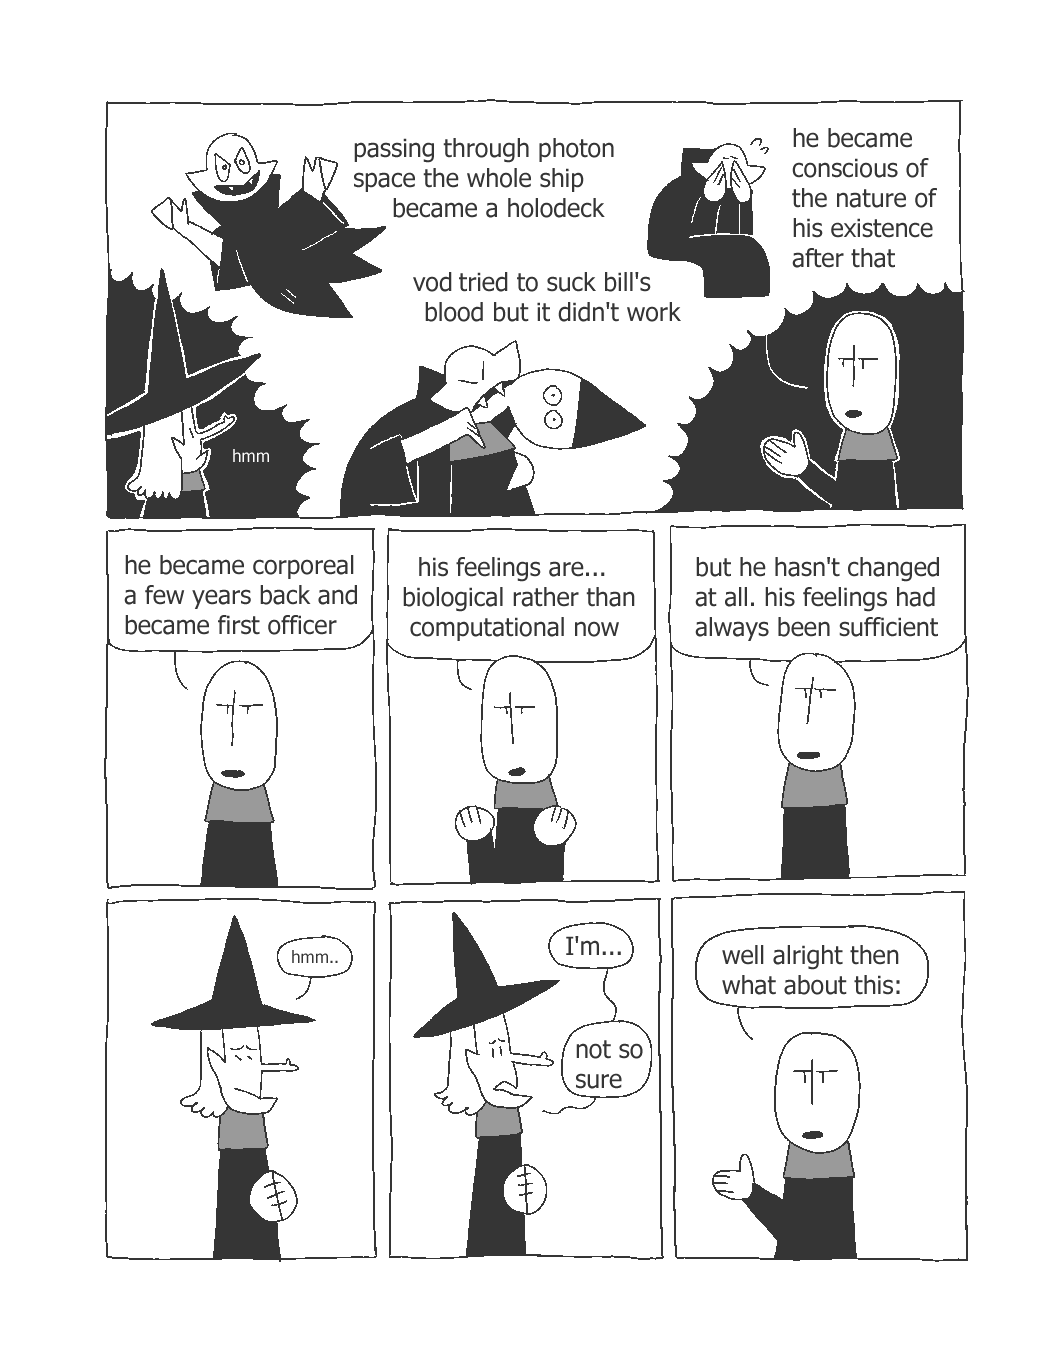 passing through photon
space the whole ship
became a holodeck
he became
conscious of
the nature of
his existence
after that
vod tried to suck bill's
blood but it didn't work
hmm
he became corporeal
a few years back and
became first officer
his feelings are...
biological rather than
computational now
but he hasn't changed
at all. his feelings had
always been sufficient
hmm..
I'm...
not so
sure
well alright then
what about this: